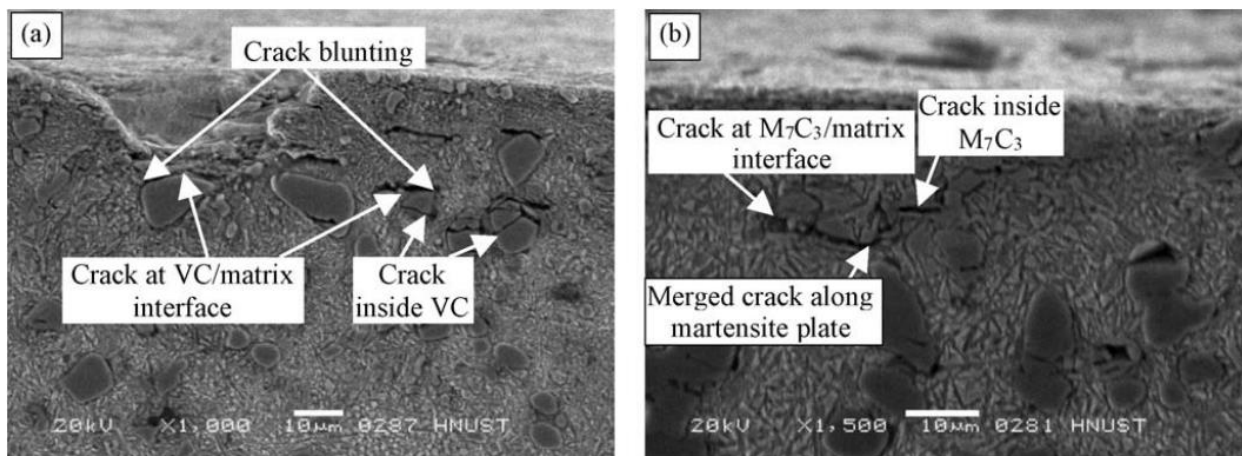 (a)
Crack blunting
Crack at VC/matrix
interface
Crack
inside VC
20kV X1,000 10μm 0287 HNUST
(b)
Crack at M₇C₃/matrix
interface
Crack inside
M₇C₃
Merged crack along
martensite plate
20kV X1,500 10μm 0281 HNUST